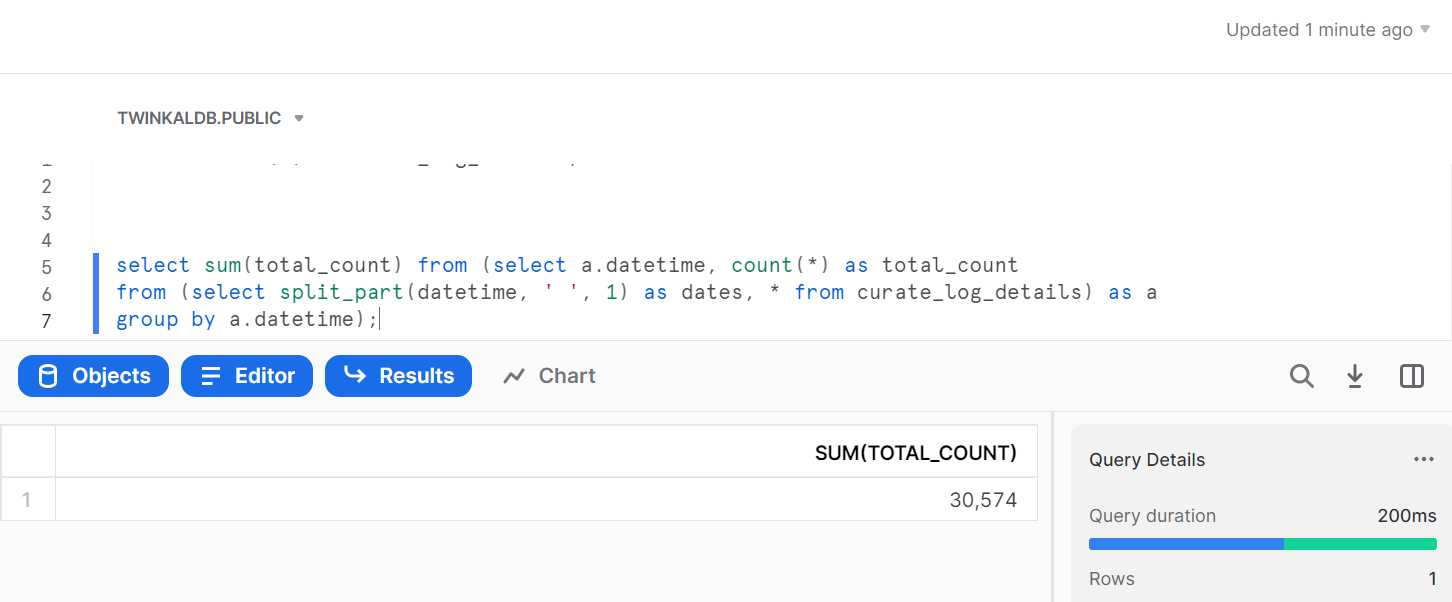 Updated 1 minute ago
TWINKALDB.PUBLIC
2
3
4
5 select sum(total_count) from (select a.datetime, count(*) as total_count
6 from (select split_part(datetime, ' ', 1) as dates, * from curate_log_details) as a
7 group by a.datetime);
Objects Editor Results Chart
SUM(TOTAL_COUNT)
1 30,574
Query Details
Query duration 200ms
Rows 1